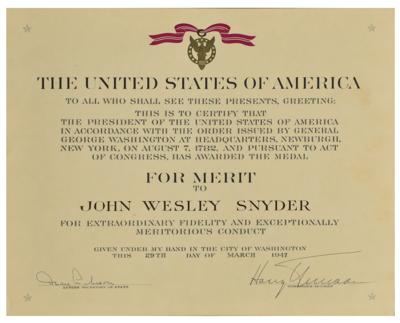 THE UNITED STATES OF AMERICA
TO ALL WHO SHALL SEE THESE PRESENTS, GREETING:
THIS IS TO CERTIFY THAT
THE PRESIDENT OF THE UNITED STATES OF AMERICA
IN ACCORDANCE WITH THE ORDER ISSUED BY GENERAL
GEORGE WASHINGTON AT HEADQUARTERS, NEWBURGH,
NEW YORK, ON AUGUST 7, 1782, AND PURSUANT TO ACT
OF CONGRESS, HAS AWARDED THE MEDAL
FOR MERIT
TO
JOHN WESLEY SNYDER
FOR EXTRAORDINARY FIDELITY AND EXCEPTIONALLY
MERITORIOUS CONDUCT
GIVEN UNDER MY HAND IN THE CITY OF WASHINGTON
THIS 29TH DAY OF MARCH 1947
Harry Truman
SECRETARY OF STATE